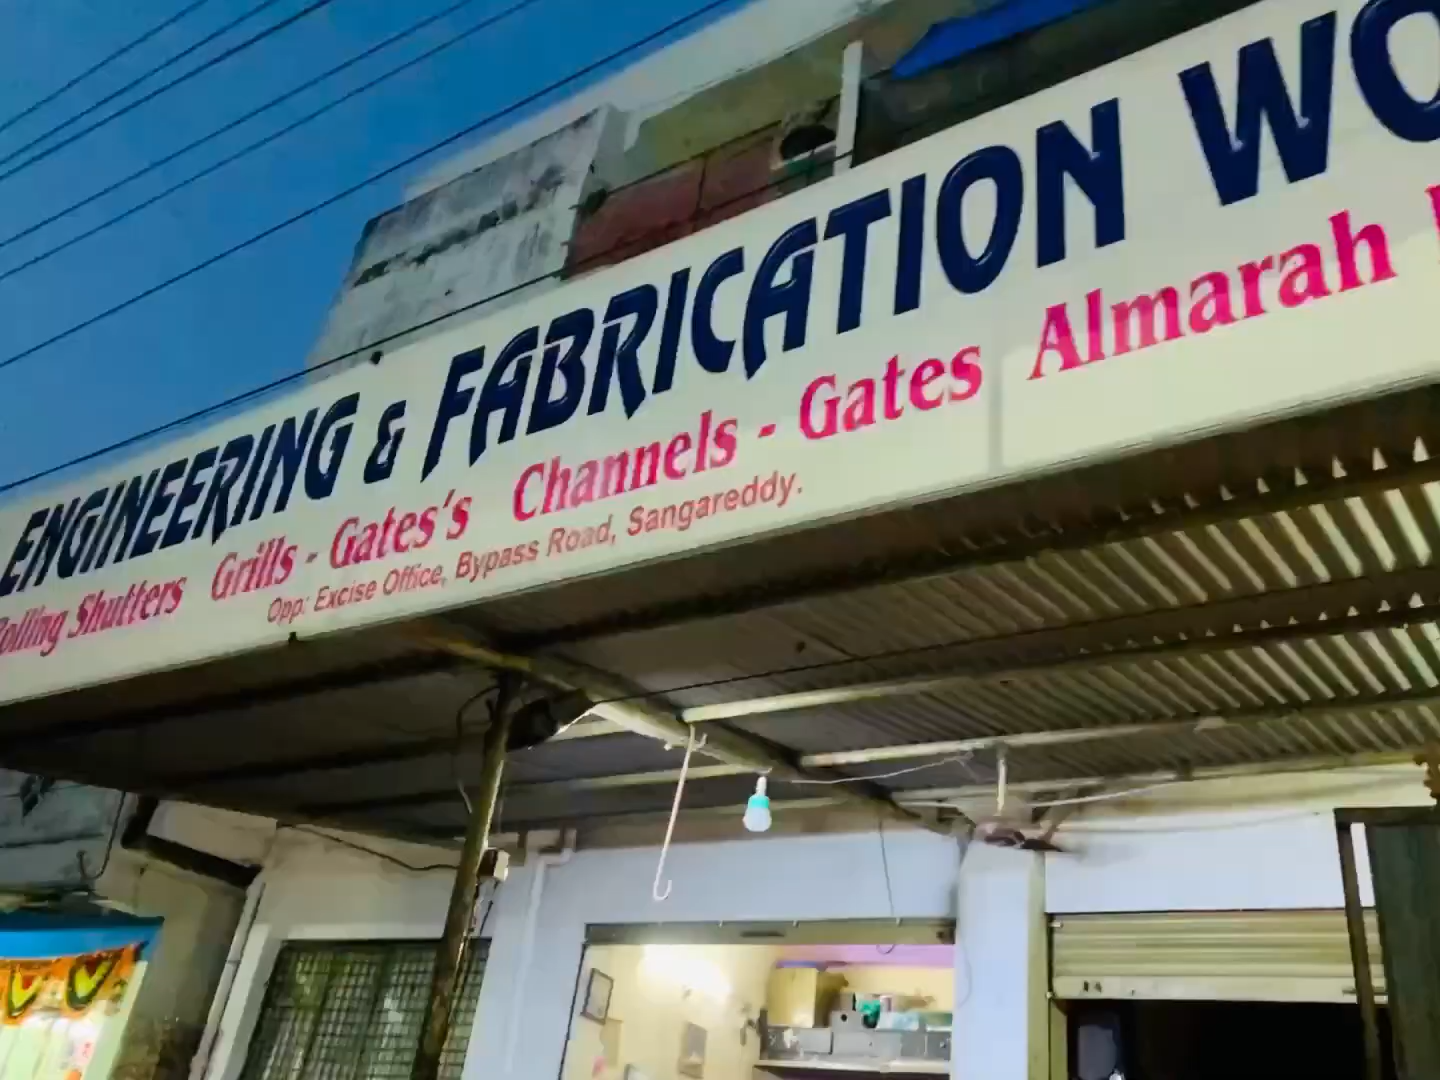 ENGINEERING & FABRICATION WO
Rolling Shutters Grills - Gates's Channels - Gates Almarah
Opp: Excise Office, Bypass Road, Sangareddy.